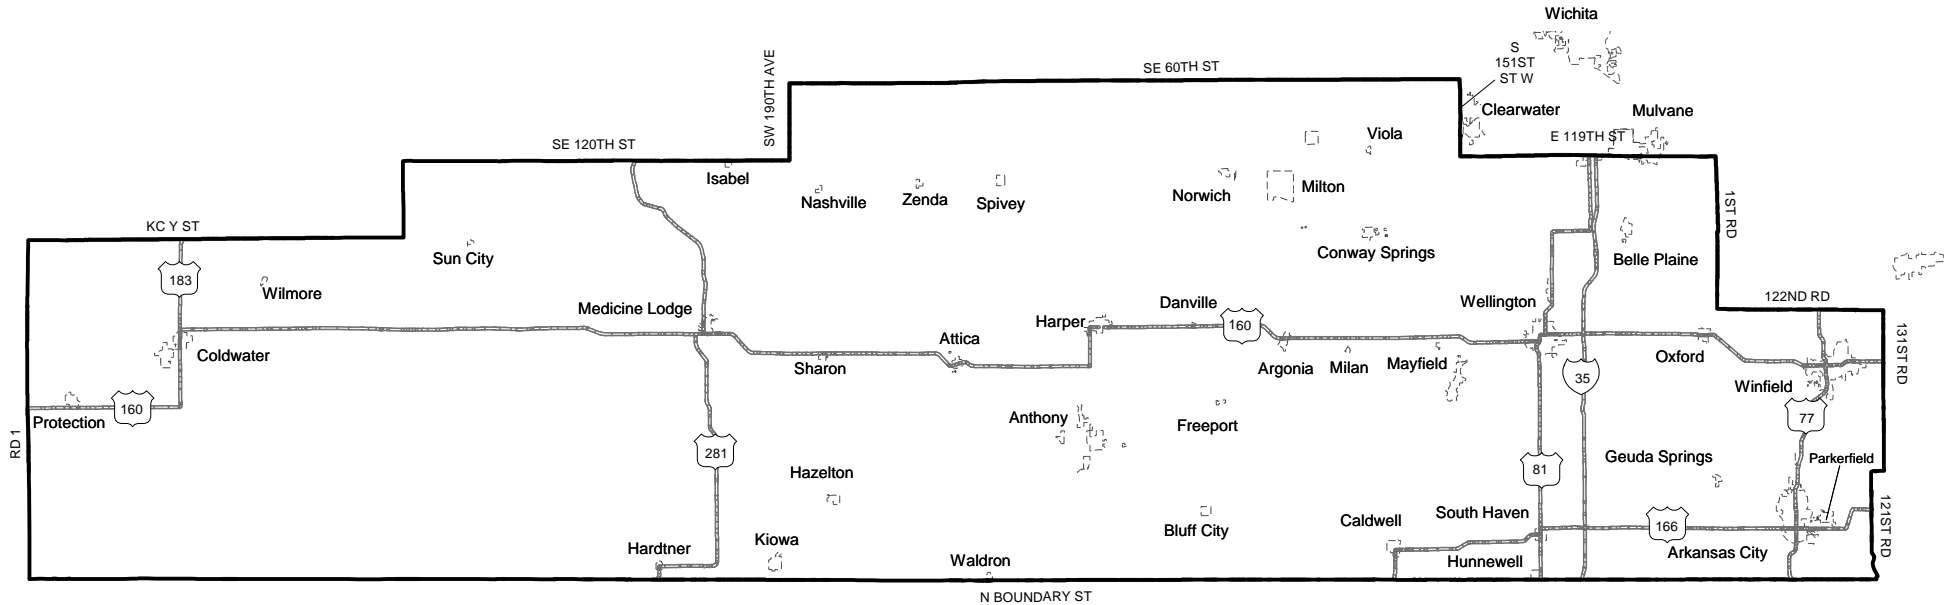 Wichita
S
151ST
ST W
SE 60TH ST
SW 190TH AVE
Clearwater
Mulvane
E 119TH ST
SE 120TH ST
Viola
Isabel
Nashville
Zenda
Spivey
Norwich
Milton
1ST RD
KC Y ST
Sun City
Conway Springs
Belle Plaine
183
Wilmore
Medicine Lodge
Danville
Wellington
122ND RD
Harper
160
Attica
Coldwater
Sharon
Argonia
Milan
Mayfield
Oxford
131ST RD
35
Winfield
160
Protection
Anthony
Freeport
77
RD 1
281
Geuda Springs
Parkerfield
81
Hazelton
Bluff City
Caldwell
South Haven
166
121ST RD
Kiowa
Hardtner
Waldron
Hunnewell
Arkansas City
N BOUNDARY ST